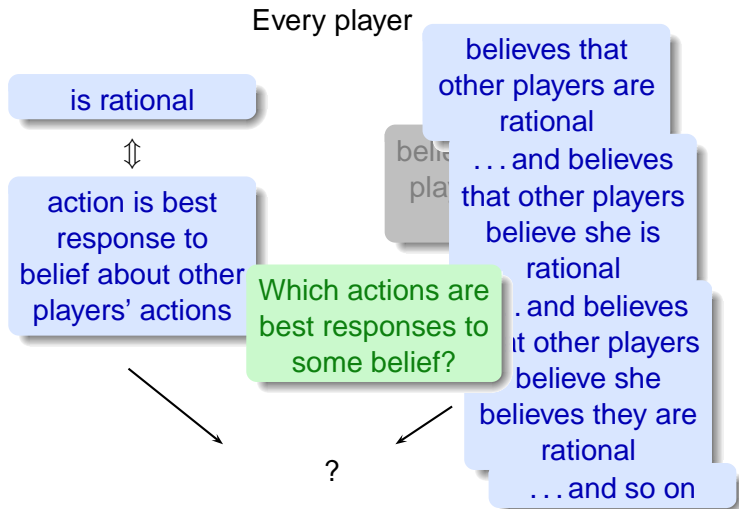 Every player
is rational
⇕
action is best
response to
belief about other
players' actions
believes that
other players are
rational
. . . and believes
that other players
believe she is
rational
. and believes
other players
believe she
believes they are
rational
. . . and so on
Which actions are
best responses to
some belief?
?